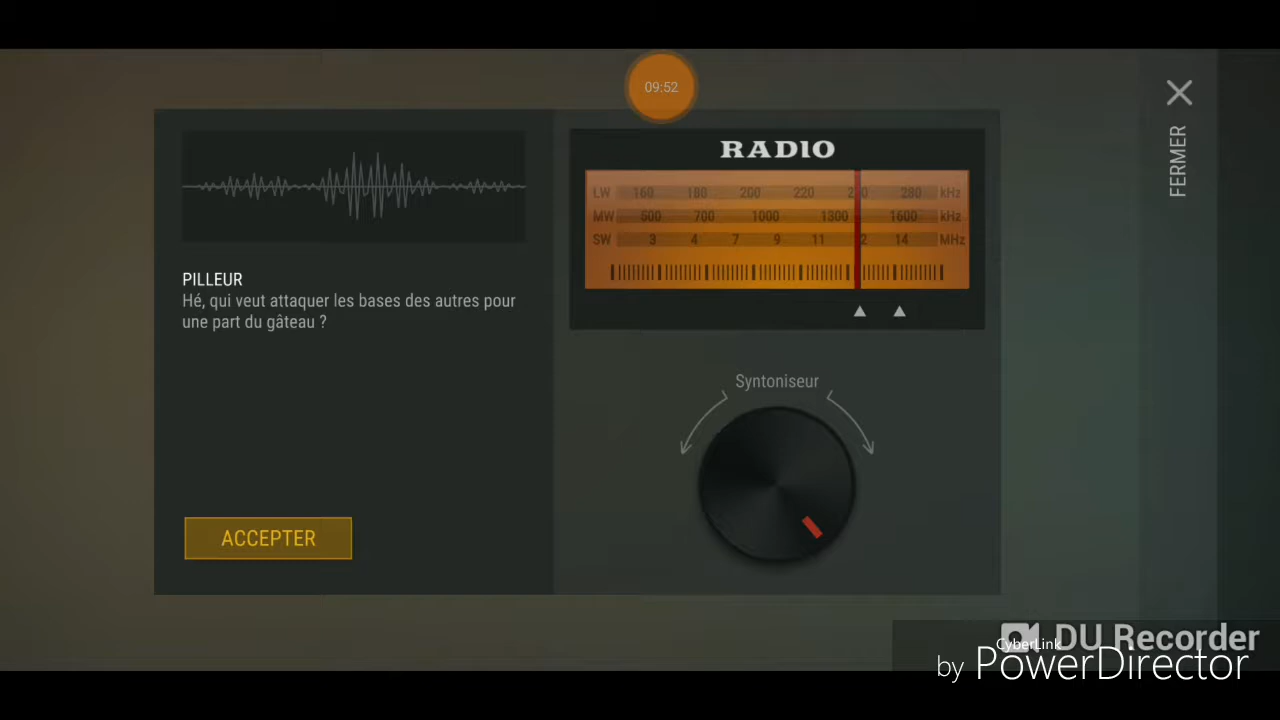 09:52
FERMER
RADIO
LW 160 180 200 220 280 kHz
MW 500 700 1000 1300 1600 kHz
SW 3 4 7 9 11 14 MHz
PILLEUR
Hé, qui veut attaquer les bases des autres pour
une part du gâteau ?
Syntoniseur
ACCEPTER
DU Recorder
CyberLink
by PowerDirector